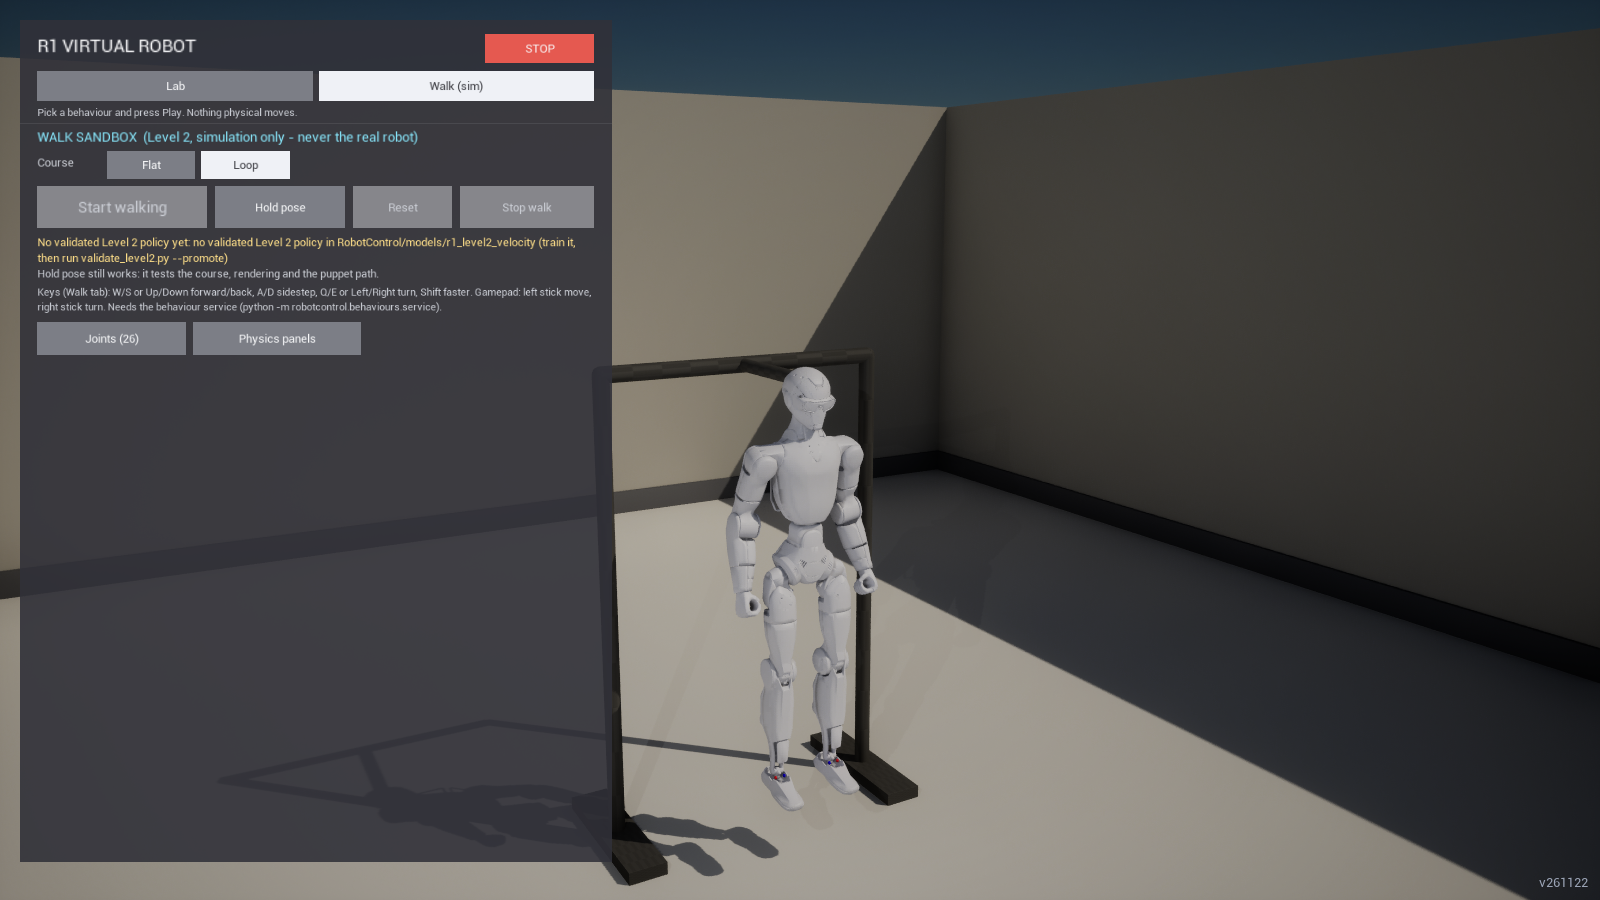 R1 VIRTUAL ROBOT
STOP
Lab
Walk (sim)
Pick a behaviour and press Play. Nothing physical moves.
WALK SANDBOX (Level 2, simulation only - never the real robot)
Course
Flat
Loop
Start walking
Hold pose
Reset
Stop walk
No validated Level 2 policy yet: no validated Level 2 policy in RobotControl/models/r1_level2_velocity (train it,
then run validate_level2.py --promote)
Hold pose still works: it tests the course, rendering and the puppet path.
Keys (Walk tab): W/S or Up/Down forward/back, A/D sidestep, Q/E or Left/Right turn, Shift faster. Gamepad: left stick move,
right stick turn. Needs the behaviour service (python -m robotcontrol.behaviours.service).
Joints (26)
Physics panels
v261122